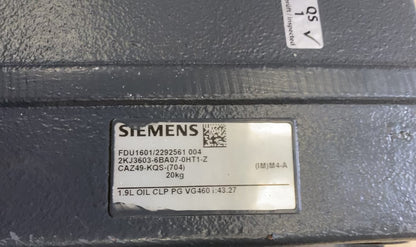 QS √
1
SIEMENS
FDU1601/2292561 004
2KJ3603-6BA07-0HT1-Z
CAZ49-KQS-(704) (IM)M4-A
20kg
1.9L OIL CLP PG VG460 i:43,27